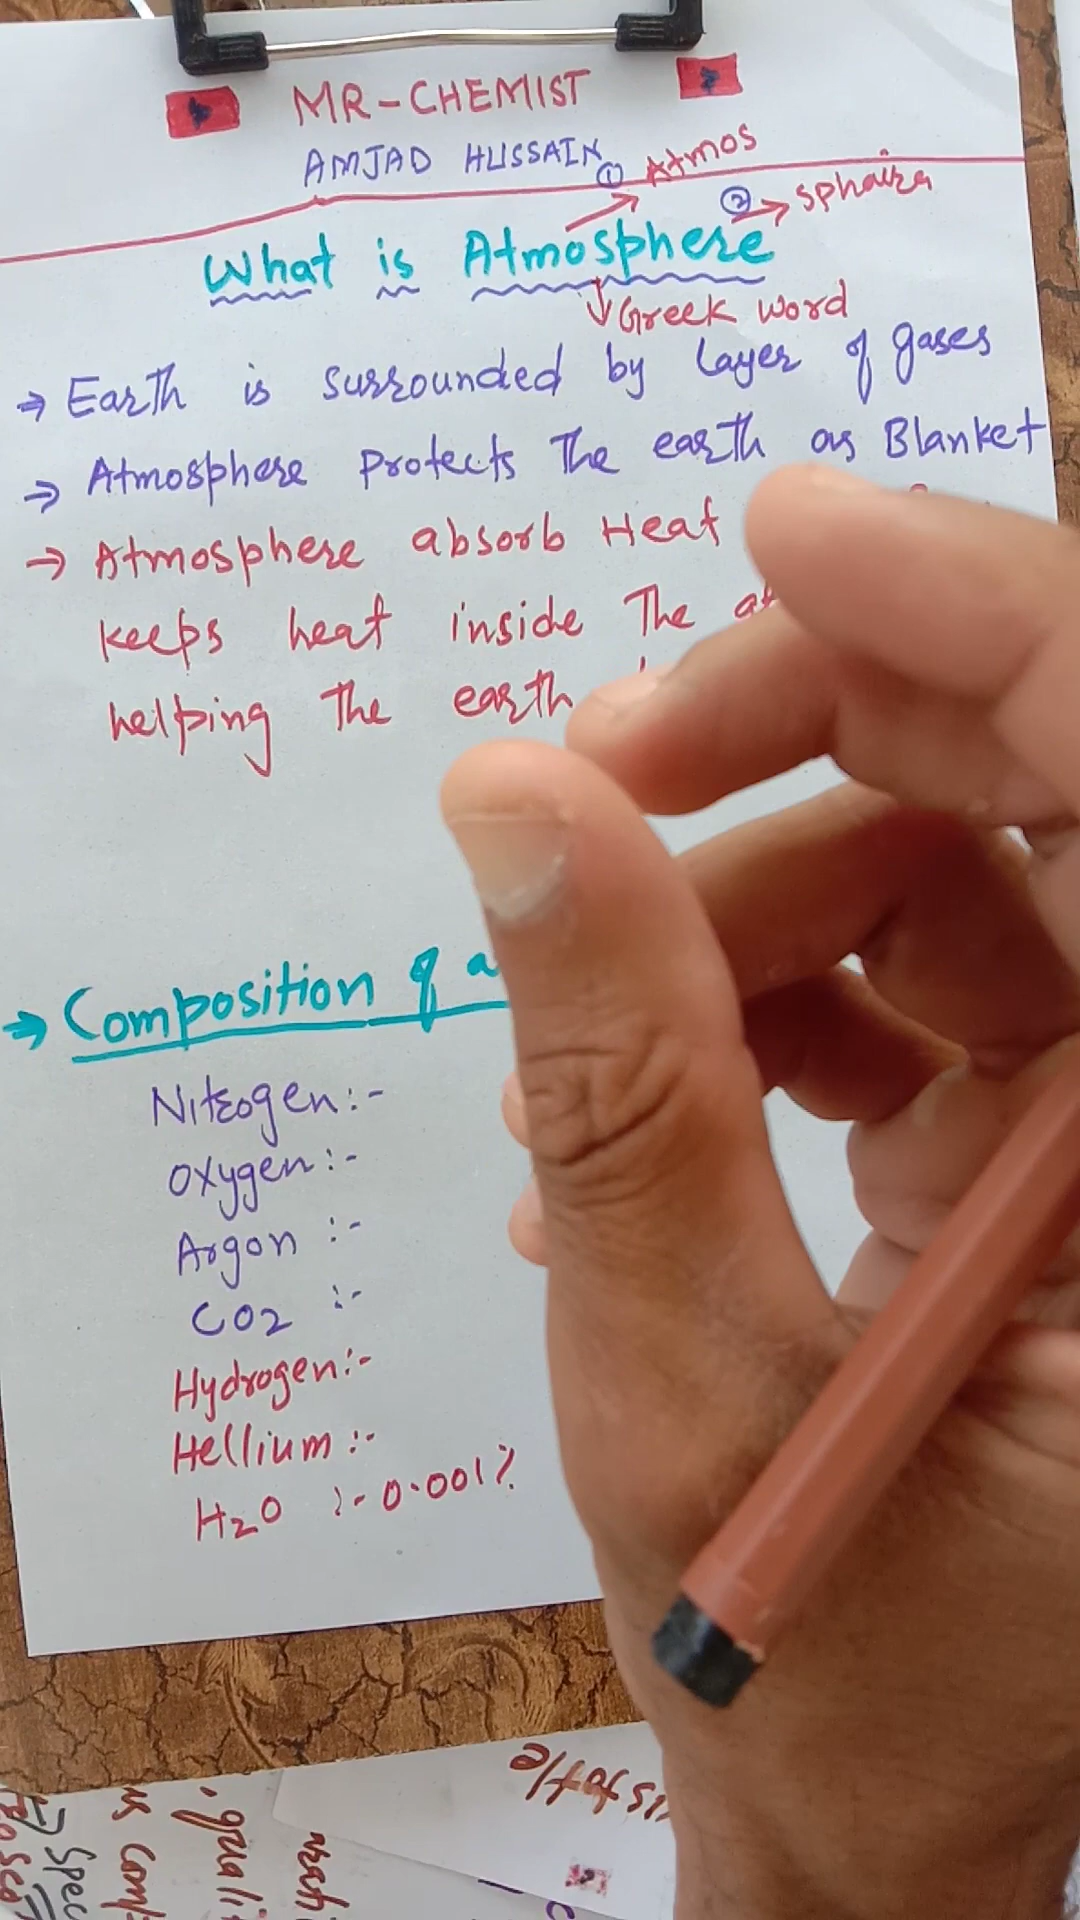 MR-CHEMIST
AMJAD HUSSAIN
① Atmos
② Sphaira
What is Atmosphere
Greek word
Earth is surrounded by layer of gases
Atmosphere Protects The earth as Blanket
Atmosphere absorb Heat
keeps heat inside The
helping The earth
Composition of
Nitrogen:-
Oxygen:-
Argon :-
CO2 :-
Hydrogen:-
Hellium:-
H2O :- 0.001%